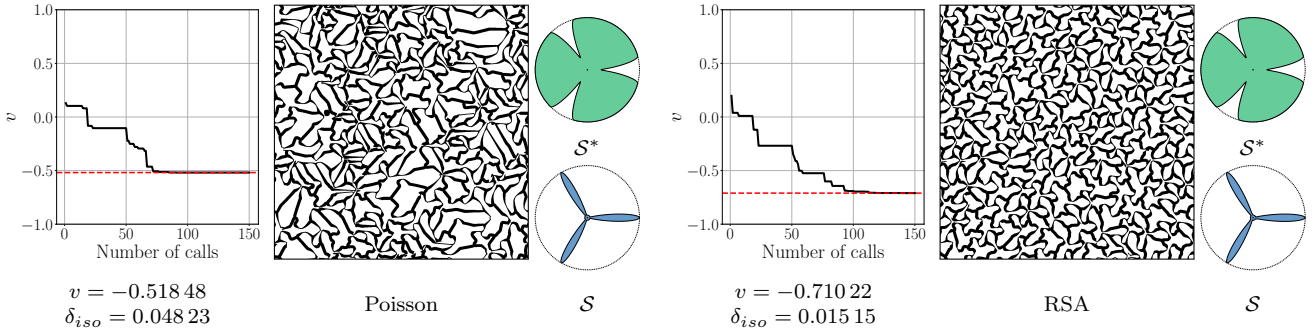 1.0
0.5
0.0
−0.5
−1.0
v
0
50
100
150
Number of calls
v = −0.518 48
δiso = 0.048 23
Poisson
S*
S
1.0
0.5
0.0
−0.5
−1.0
v
0
50
100
150
Number of calls
v = −0.710 22
δiso = 0.015 15
RSA
S*
S